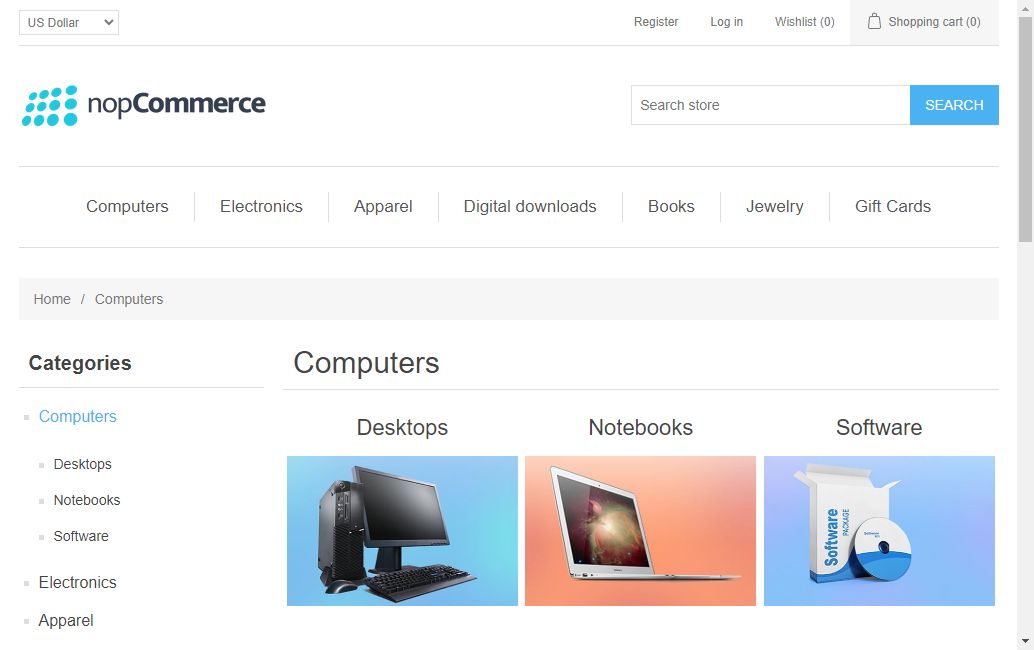 US Dollar
Register
Log in
Wishlist (0)
Shopping cart (0)
nopCommerce
Search store
SEARCH
Computers
Electronics
Apparel
Digital downloads
Books
Jewelry
Gift Cards
Home / Computers
Categories
Computers
Desktops
Notebooks
Software
Electronics
Apparel
Computers
Desktops
Notebooks
Software
Software
PACKAGE